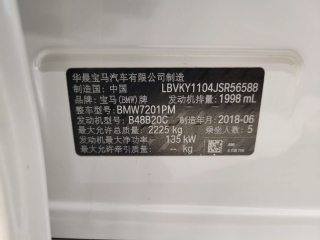 华晨宝马汽车有限公司制造
制造国：中国 LBVKY1104JSR56588
品牌：宝马(BMW)牌 发动机排量：1998 mL
整车型号：BMW7201PM
发动机型号：B48B20C 制造年月：2018-06
最大允许总质量：2225 kg 乘坐人数：5
发动机最大净功率：135 kW
最大允许牵引质量：-- kg